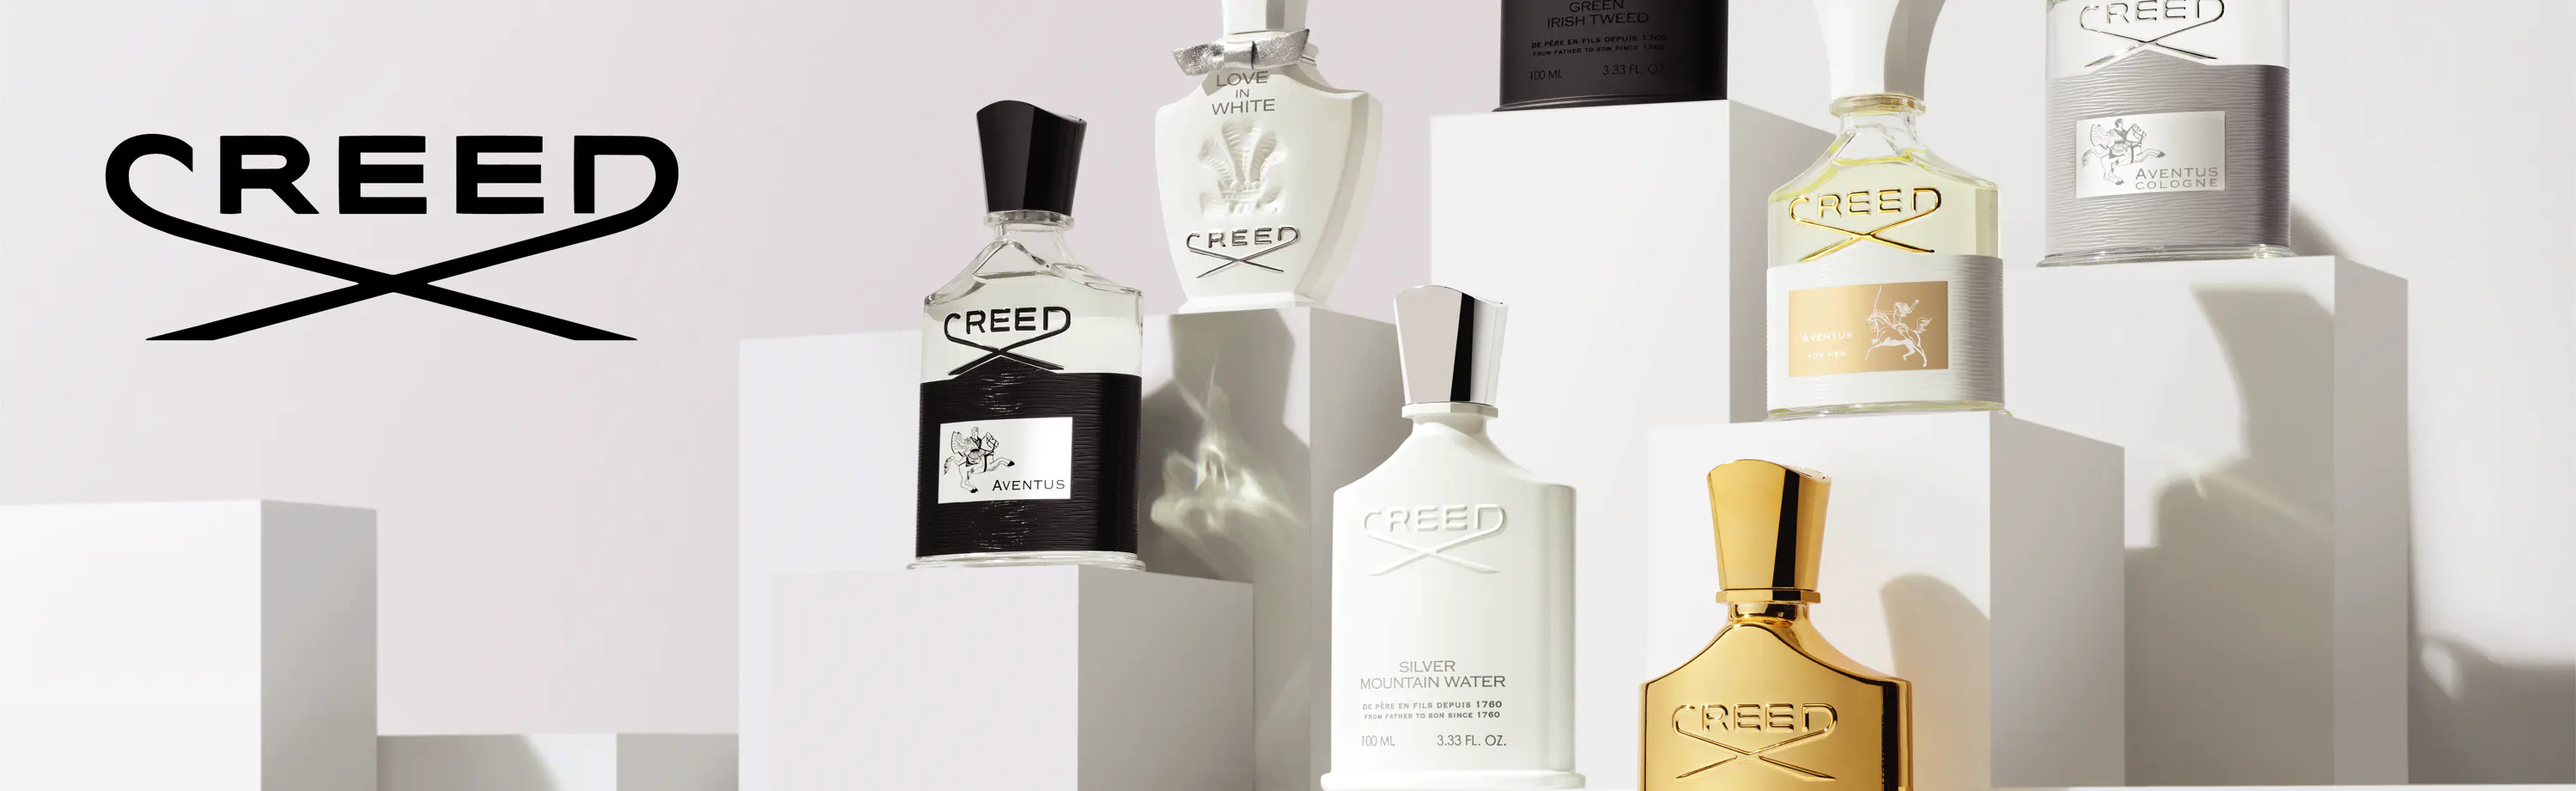 CREED
CREED
AVENTUS
LOVE
IN
WHITE
CREED
GREEN
IRISH TWEED
DE PÈRE EN FILS DEPUIS 1760
FROM FATHER TO SON SINCE 1760
100 ML 3.33 FL. OZ.
CREED
SILVER
MOUNTAIN WATER
DE PÈRE EN FILS DEPUIS 1760
FROM FATHER TO SON SINCE 1760
100 ML 3.33 FL. OZ.
CREED
AVENTUS
FOR HER
CREED
CREED
AVENTUS
COLOGNE